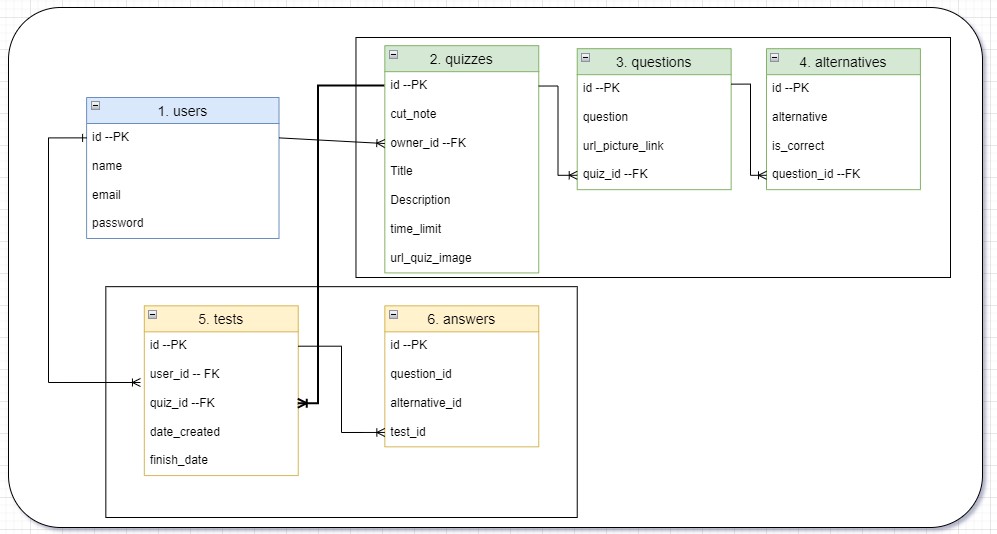 1. users
id --PK
name
email
password
2. quizzes
id --PK
cut_note
owner_id --FK
Title
Description
time_limit
url_quiz_image
3. questions
id --PK
question
url_picture_link
quiz_id --FK
4. alternatives
id --PK
alternative
is_correct
question_id --FK
5. tests
id --PK
user_id -- FK
quiz_id --FK
date_created
finish_date
6. answers
id --PK
question_id
alternative_id
test_id